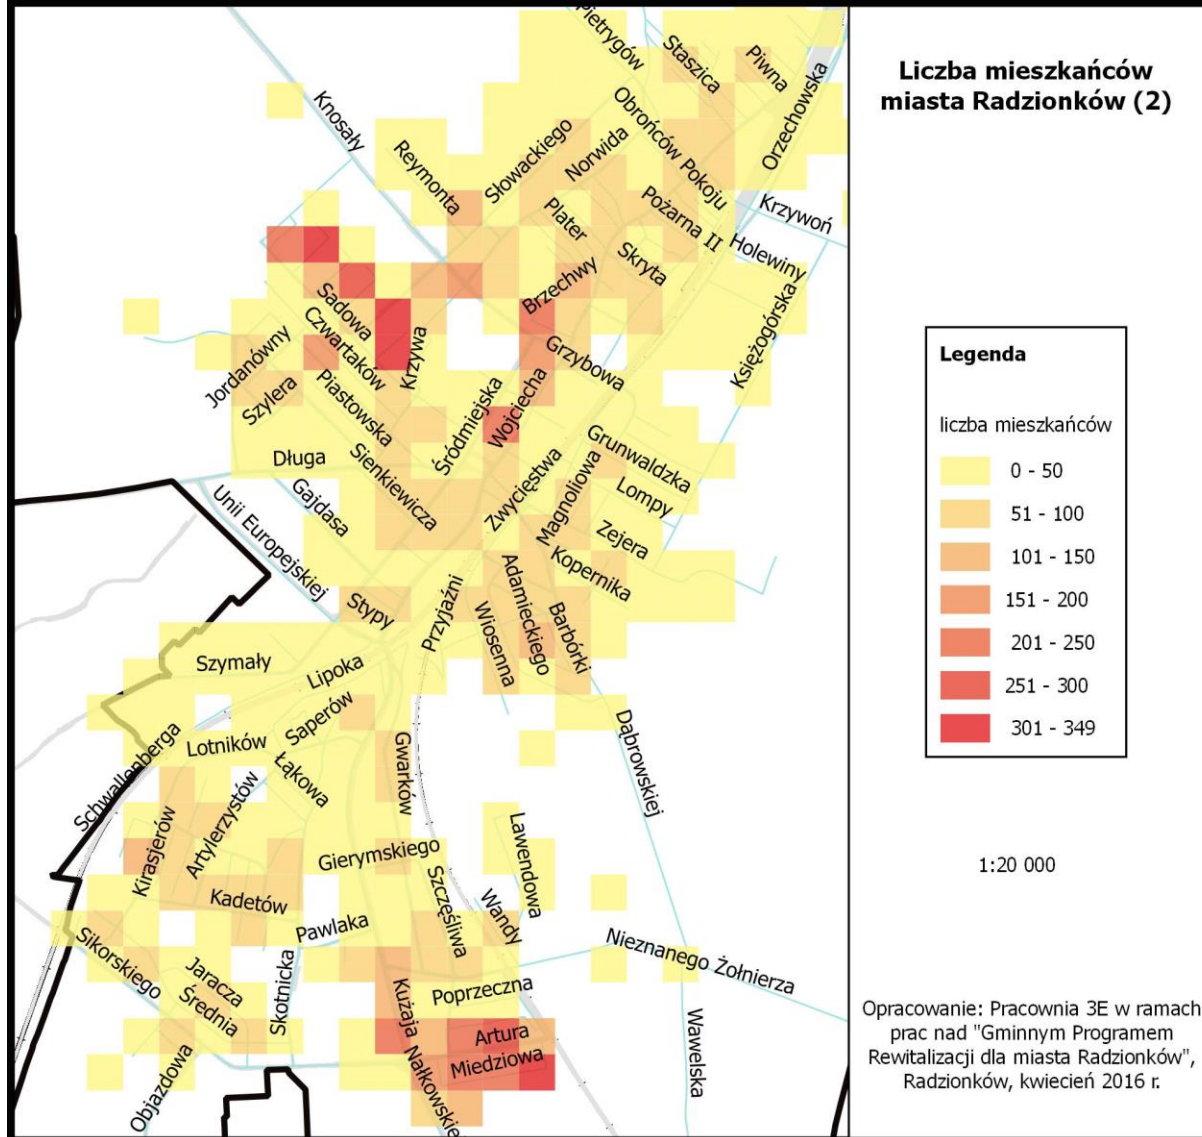 Liczba mieszkańców
miasta Radzionków (2)
Pietrygów
Staszica
Piwna
Orzechowska
Knosały
Obrońców Pokoju
Reymonta
Słowackiego
Norwida
Plater
Pożarna II
Krzywoń
Holewiny
Skryta
Brzechwy
Księżogórska
Sadowa
Czwartaków
Krzywa
Jordanówny
Szylera
Piastowska
Grzybowa
Śródmiejska
Wojciecha
Sienkiewicza
Długa
Gajdasa
Unii Europejskiej
Zwycięstwa
Magnoliowa
Grunwaldzka
Lompy
Zejera
Kopernika
Stypy
Przyjaźni
Wiosenna
Adamieckiego
Barbórki
Szymały
Lipoka
Saperów
Lotników
Łąkowa
Gwarków
Dąbrowskiej
Schwallenberga
Kirasjerów
Artylerzystów
Gierymskiego
Lawendowa
Kadetów
Pawlaka
Szczęśliwa
Wandy
Nieznanego Żołnierza
Sikorskiego
Jaracza
Średnia
Skotnicka
Kużaja
Poprzeczna
Artura
Miedziowa
Wawelska
Objazdowa
Nałkowskiej
Legenda
liczba mieszkańców
0 - 50
51 - 100
101 - 150
151 - 200
201 - 250
251 - 300
301 - 349
1:20 000
Opracowanie: Pracownia 3E w ramach
prac nad "Gminnym Programem
Rewitalizacji dla miasta Radzionków",
Radzionków, kwiecień 2016 r.